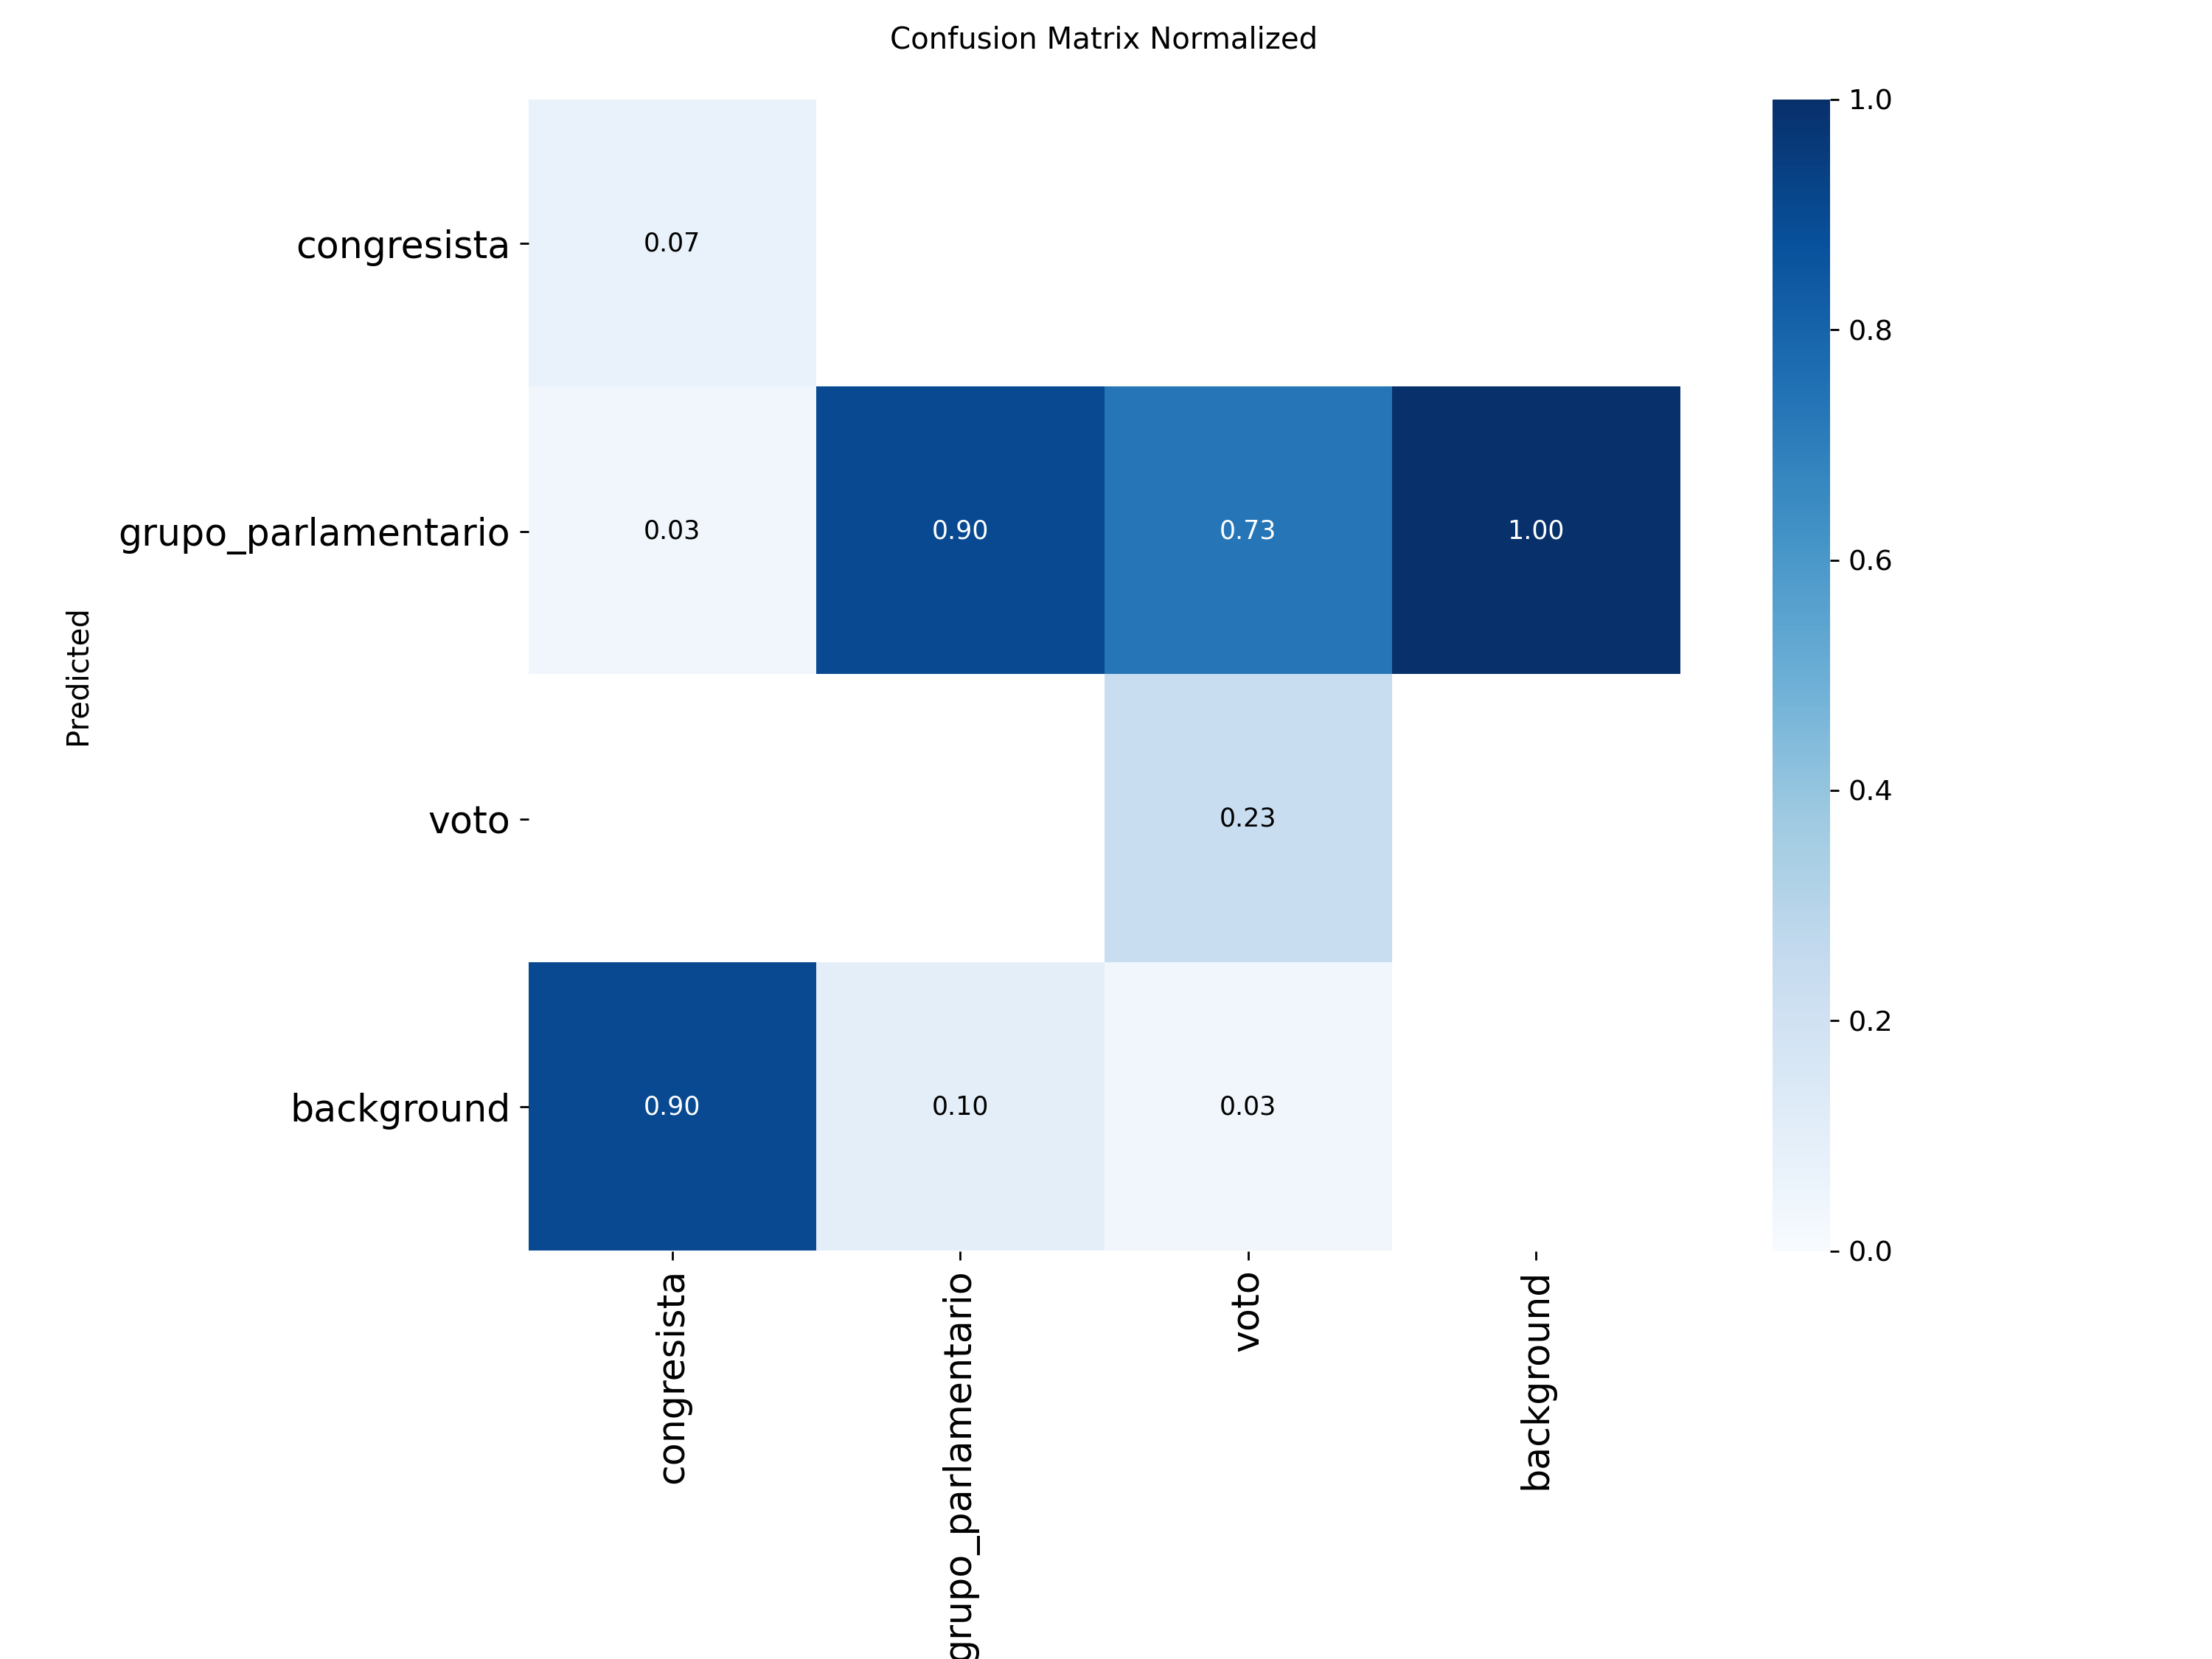 Confusion Matrix Normalized
1.0
congresista
0.07
0.8
grupo_parlamentario
0.03 0.90 0.73 1.00
0.6
Predicted
voto
0.23
0.4
0.2
background
0.90 0.10 0.03
0.0
congresista
grupo_parlamentario
voto
background